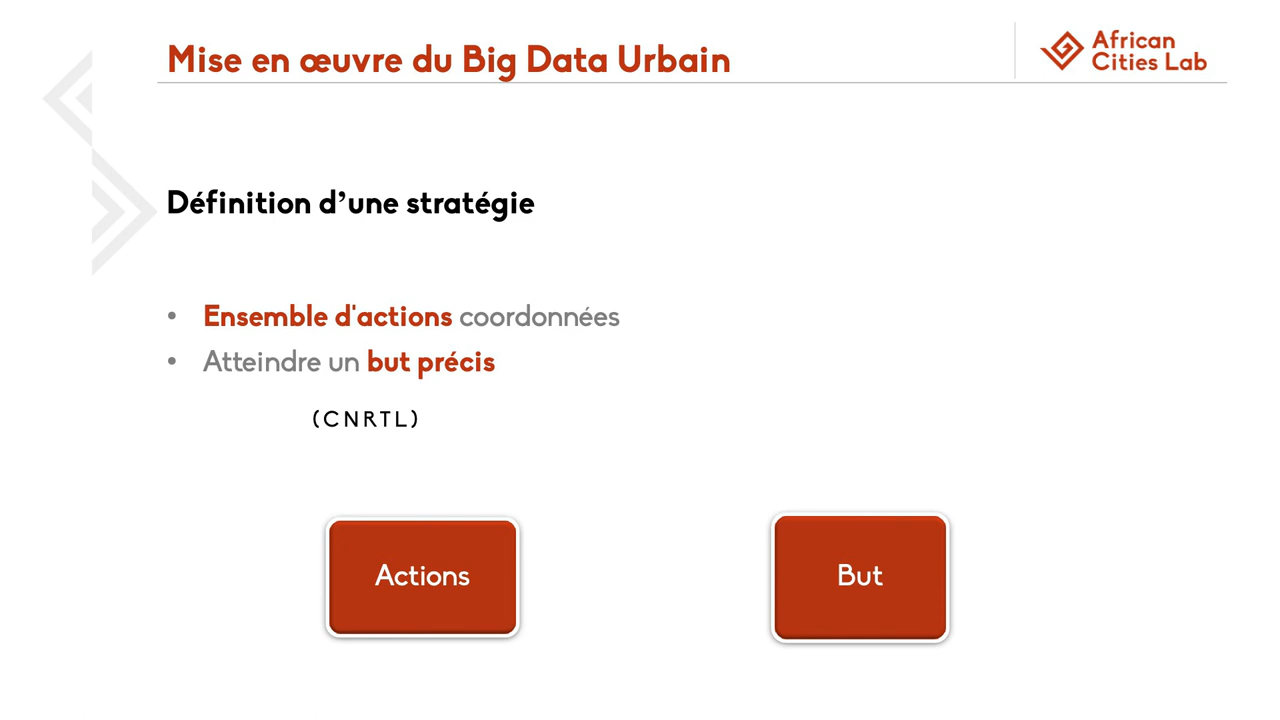 Mise en œuvre du Big Data Urbain
African
Cities Lab
Définition d’une stratégie
• Ensemble d'actions coordonnées
• Atteindre un but précis
(CNRTL)
Actions
But